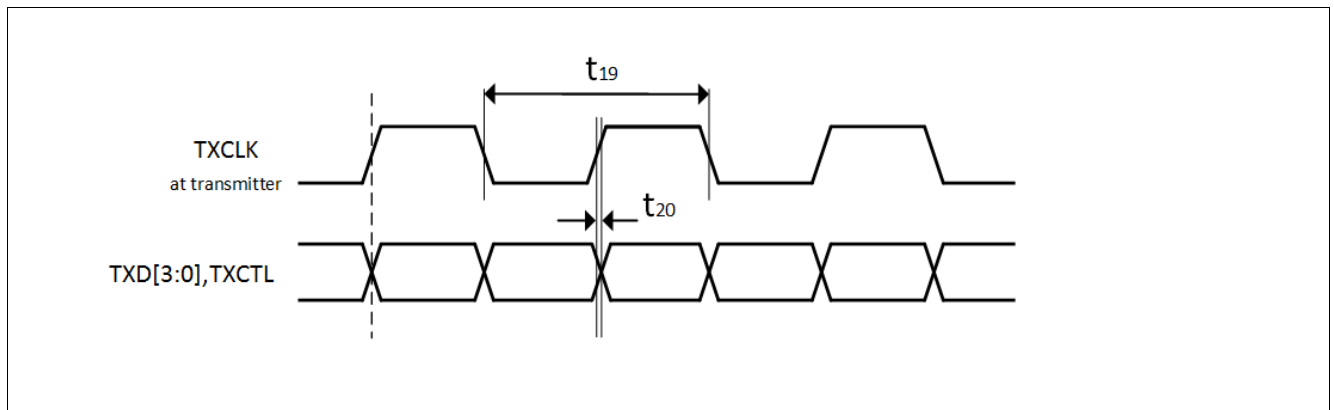 t19
TXCLK
at transmitter
t20
TXD[3:0],TXCTL